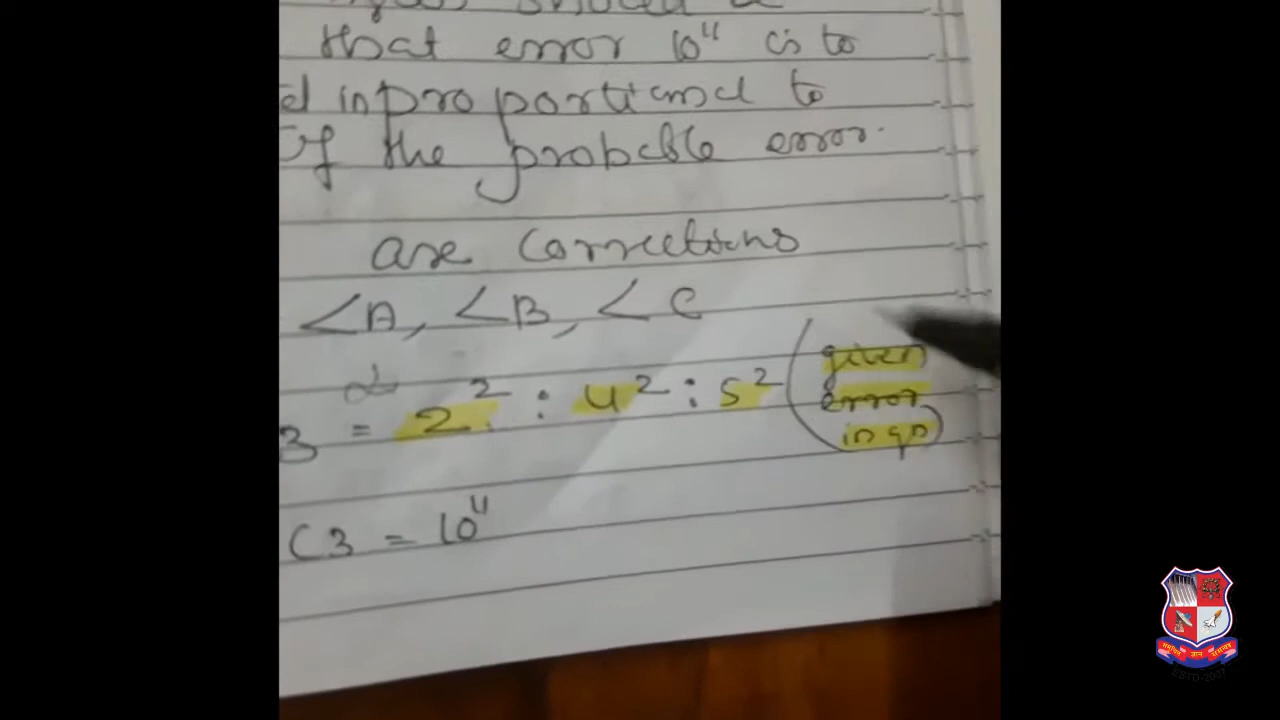 that error 10" is to
d in proportional to
of the probable error.
are corrections
∠A, ∠B, ∠C
3 = 2² : 4² : 5² (given
error
in qn)
C3 = 10"